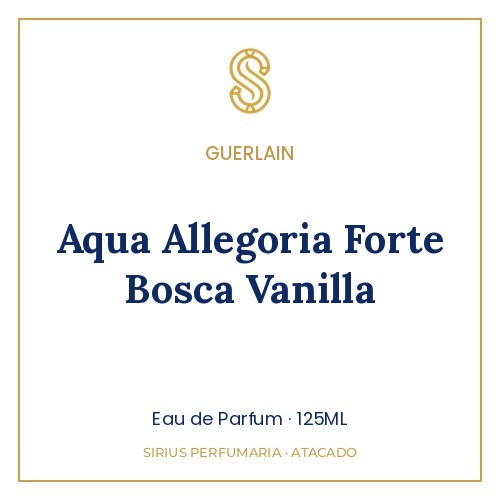 GUERLAIN
Aqua Allegoria Forte
Bosca Vanilla
Eau de Parfum · 125ML
SIRIUS PERFUMARIA · ATACADO